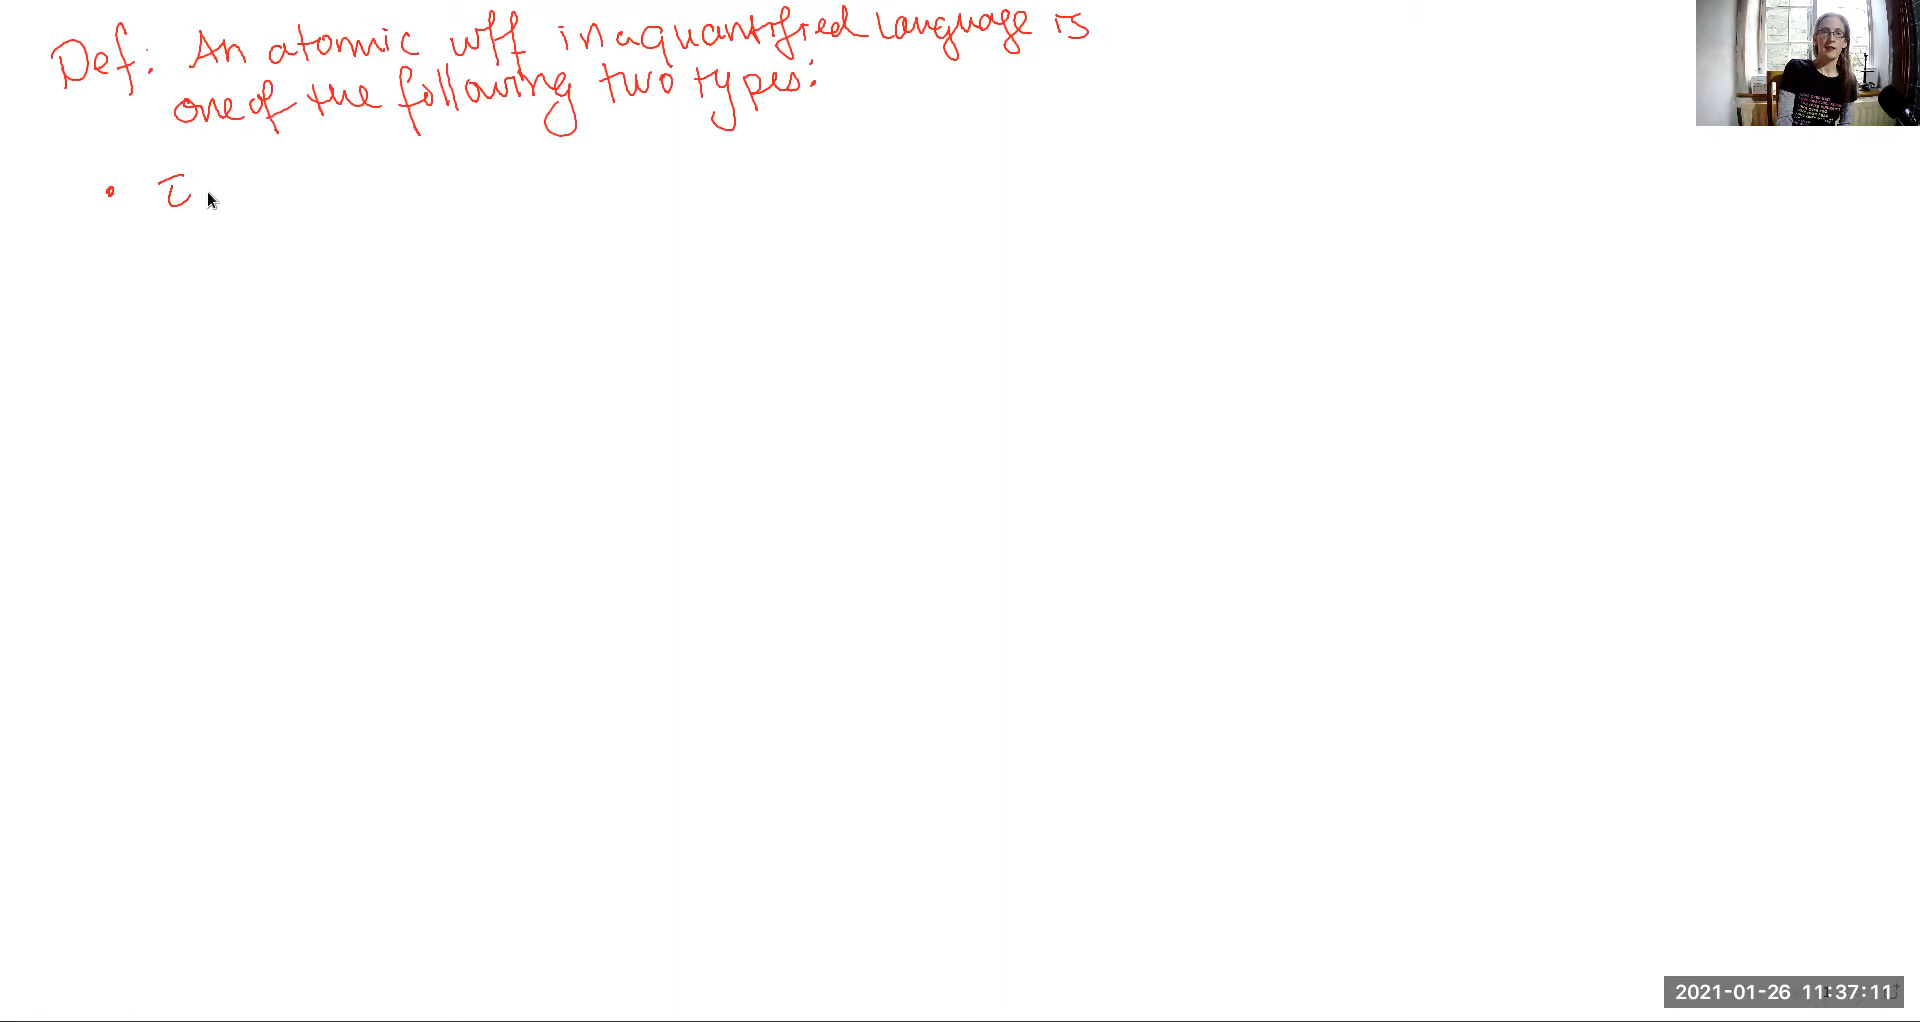 Def: An atomic wff in a quantified language is
one of the following two types:
• τ
2021-01-26 11:37:11